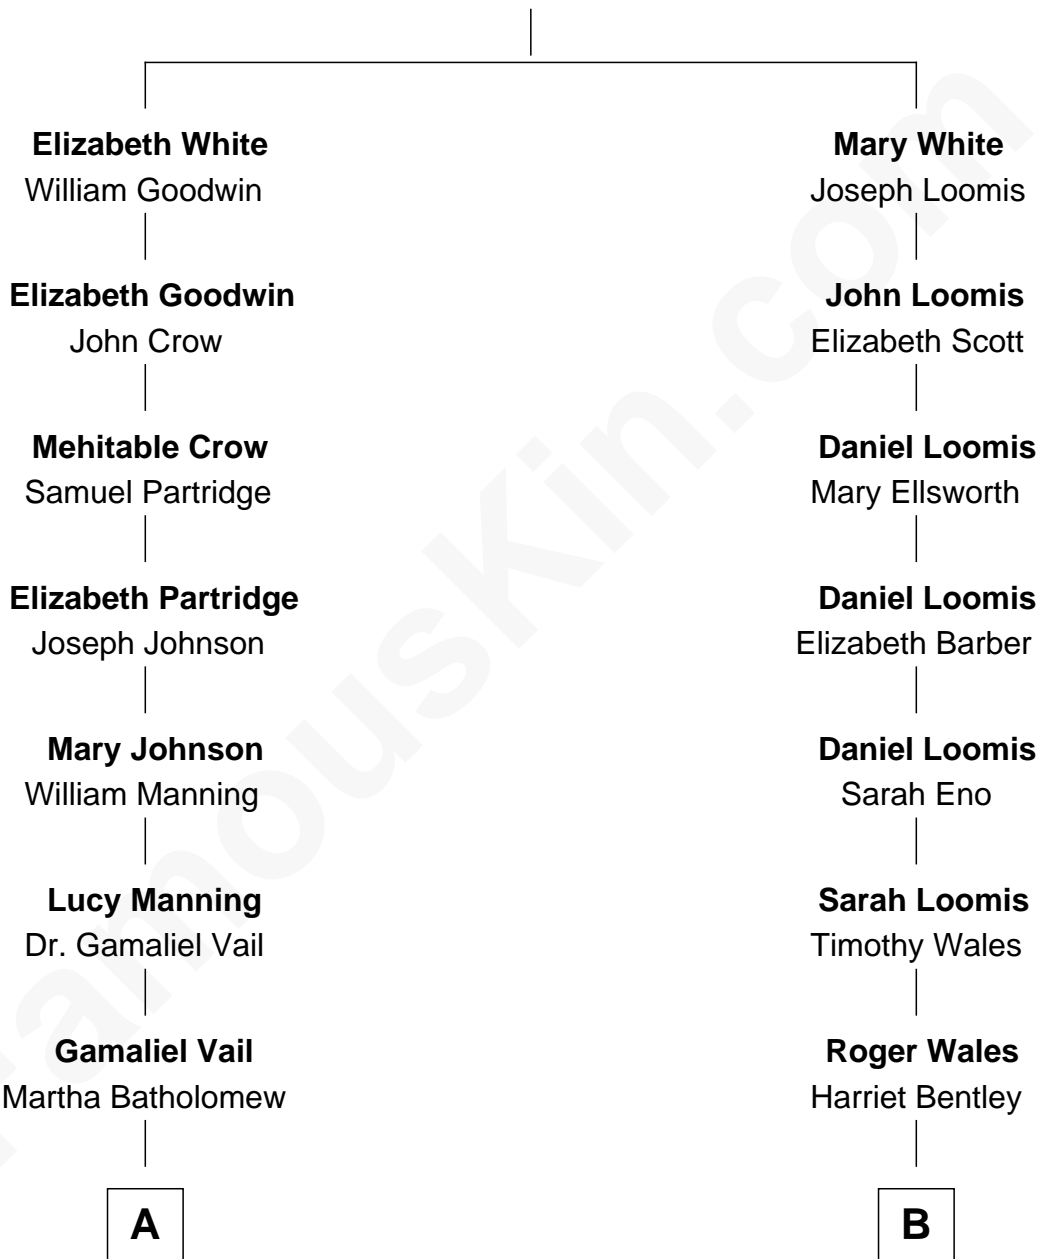 Elizabeth White
William Goodwin
Mary White
Joseph Loomis
Elizabeth Goodwin
John Crow
John Loomis
Elizabeth Scott
Mehitable Crow
Samuel Partridge
Daniel Loomis
Mary Ellsworth
Elizabeth Partridge
Joseph Johnson
Daniel Loomis
Elizabeth Barber
Mary Johnson
William Manning
Daniel Loomis
Sarah Eno
Lucy Manning
Dr. Gamaliel Vail
Sarah Loomis
Timothy Wales
Gamaliel Vail
Martha Batholomew
Roger Wales
Harriet Bentley
A
B
FamousKin.com